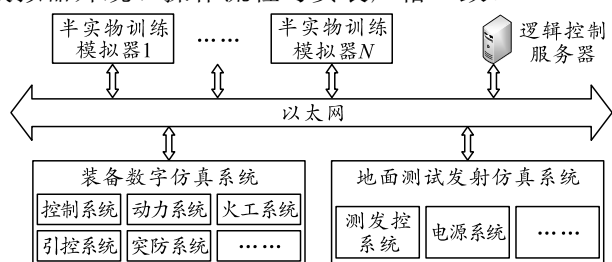 半实物训练 模拟器1
……
半实物训练 模拟器N
逻辑控制 服务器
以太网
装备数字仿真系统
控制系统 动力系统 火工系统
引控系统 突防系统 ……
地面测试发射仿真系统
测发控 系统
电源系统
……